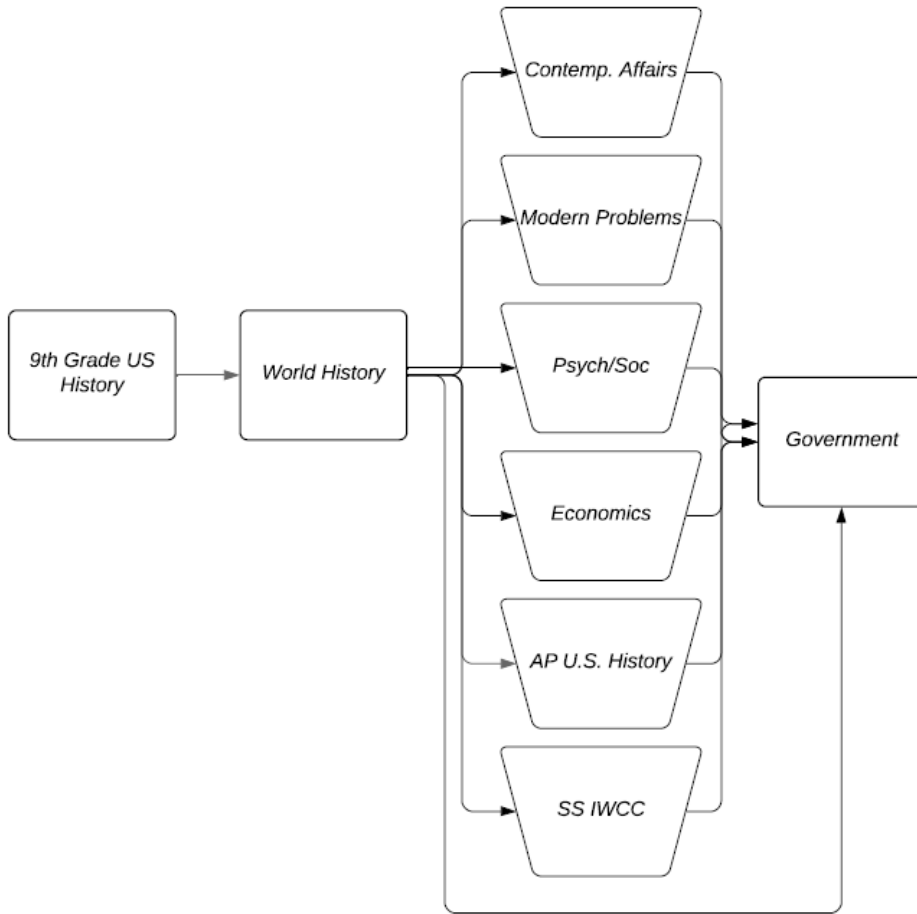 Contemp. Affairs
Modern Problems
9th Grade US
History
World History
Psych/Soc
Government
Economics
AP U.S. History
SS IWCC